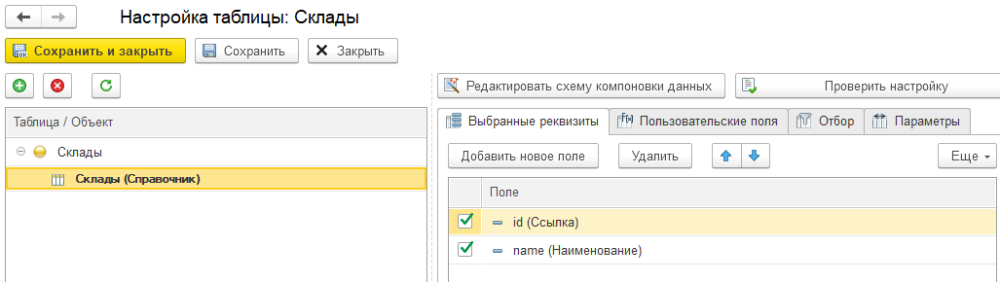 Настройка таблицы: Склады
Сохранить и закрыть
Сохранить
Закрыть
Редактировать схему компоновки данных
Проверить настройку
Таблица / Объект
Склады
Склады (Справочник)
Выбранные реквизиты
Пользовательские поля
Отбор
Параметры
Добавить новое поле
Удалить
Еще
Поле
id (Ссылка)
name (Наименование)